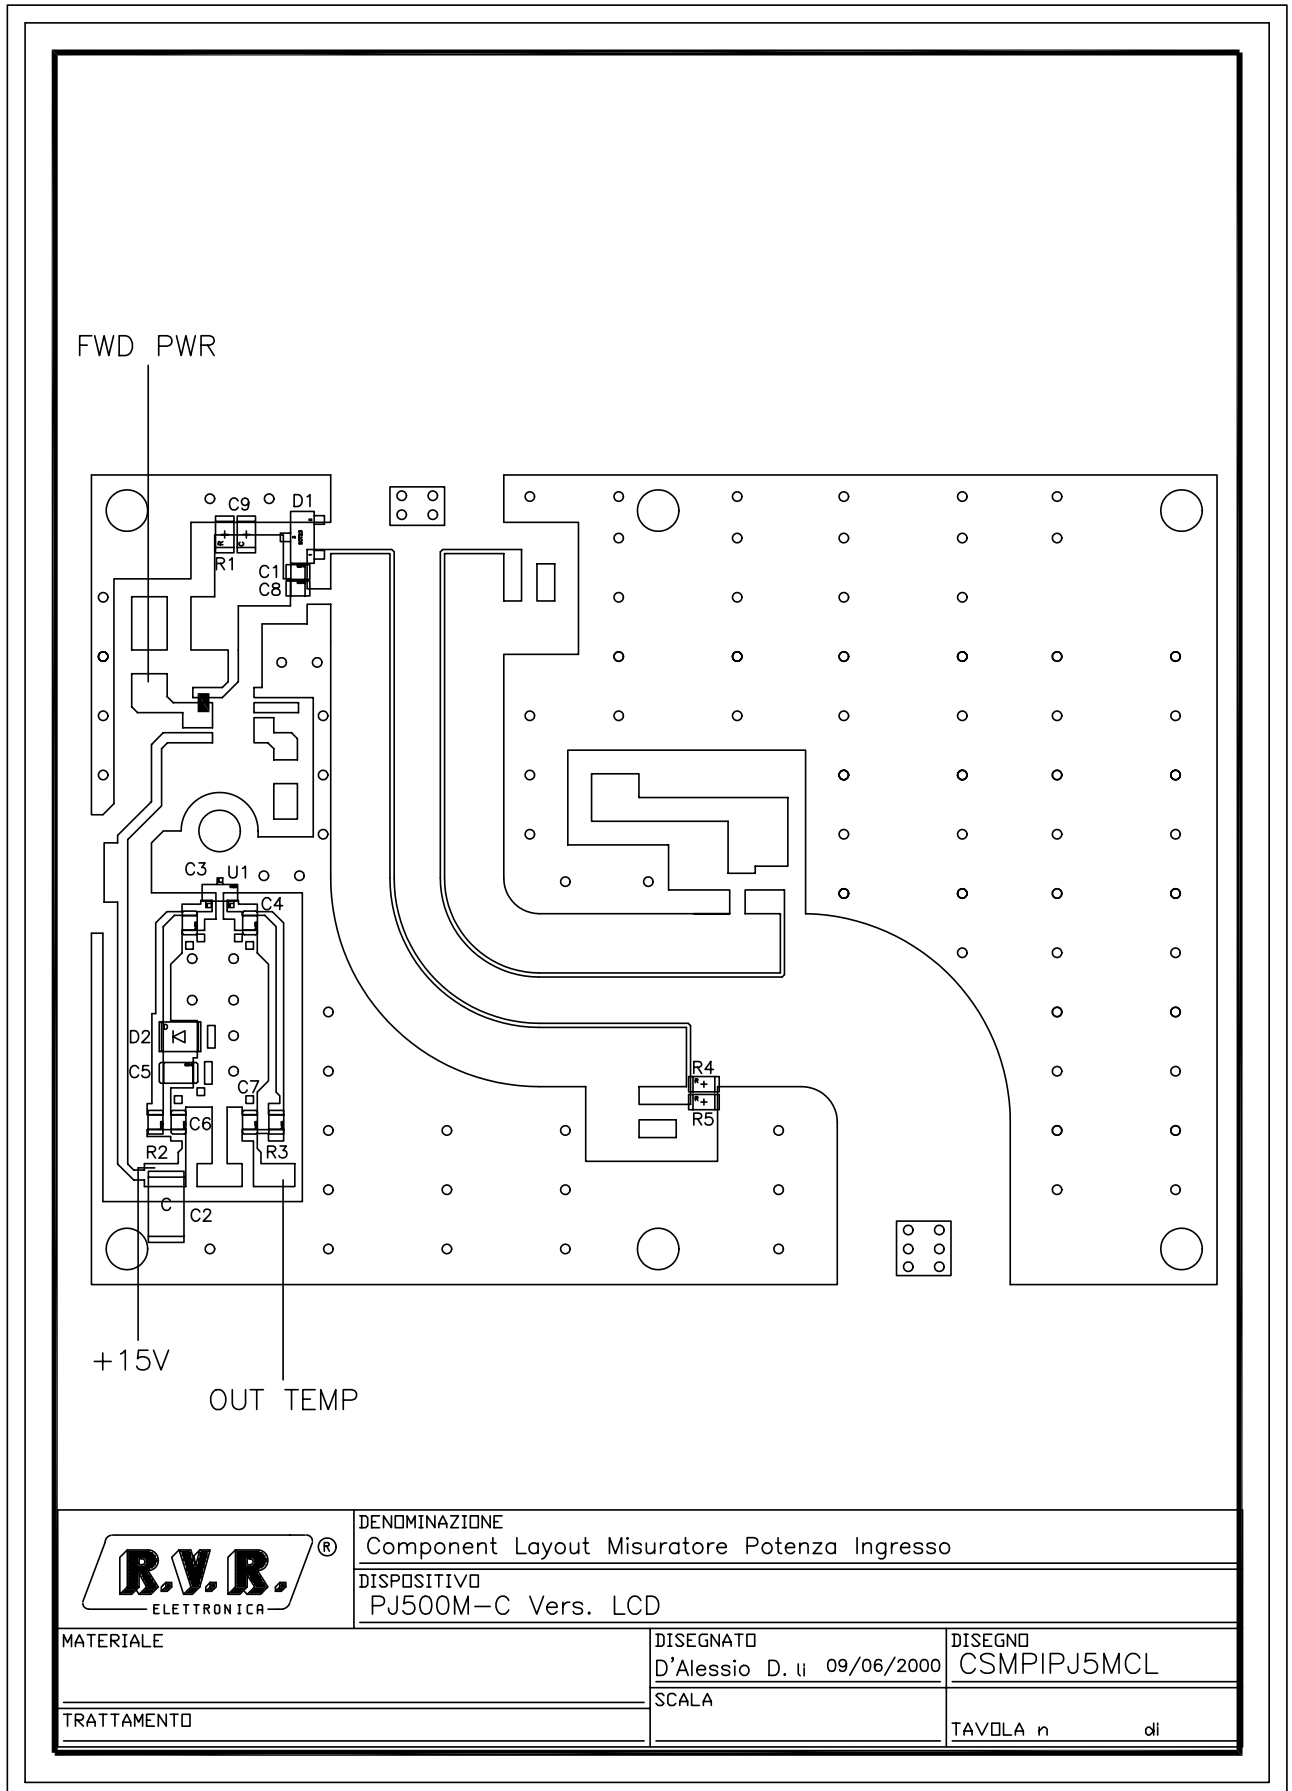 FWD PWR
C9
D1
R1
C1
C8
C3
U1
C4
D2
C5
C7
R4
R5
C6
R2
R3
C
C2
+15V
OUT TEMP
R.V.R.®
ELETTRONICA
DENOMINAZIONE
Component Layout Misuratore Potenza Ingresso
DISPOSITIVO
PJ500M-C Vers. LCD
MATERIALE
DISEGNATO
D'Alessio D. li 09/06/2000
DISEGNO
CSMPIPJ5MCL
SCALA
TRATTAMENTO
TAVOLA n di